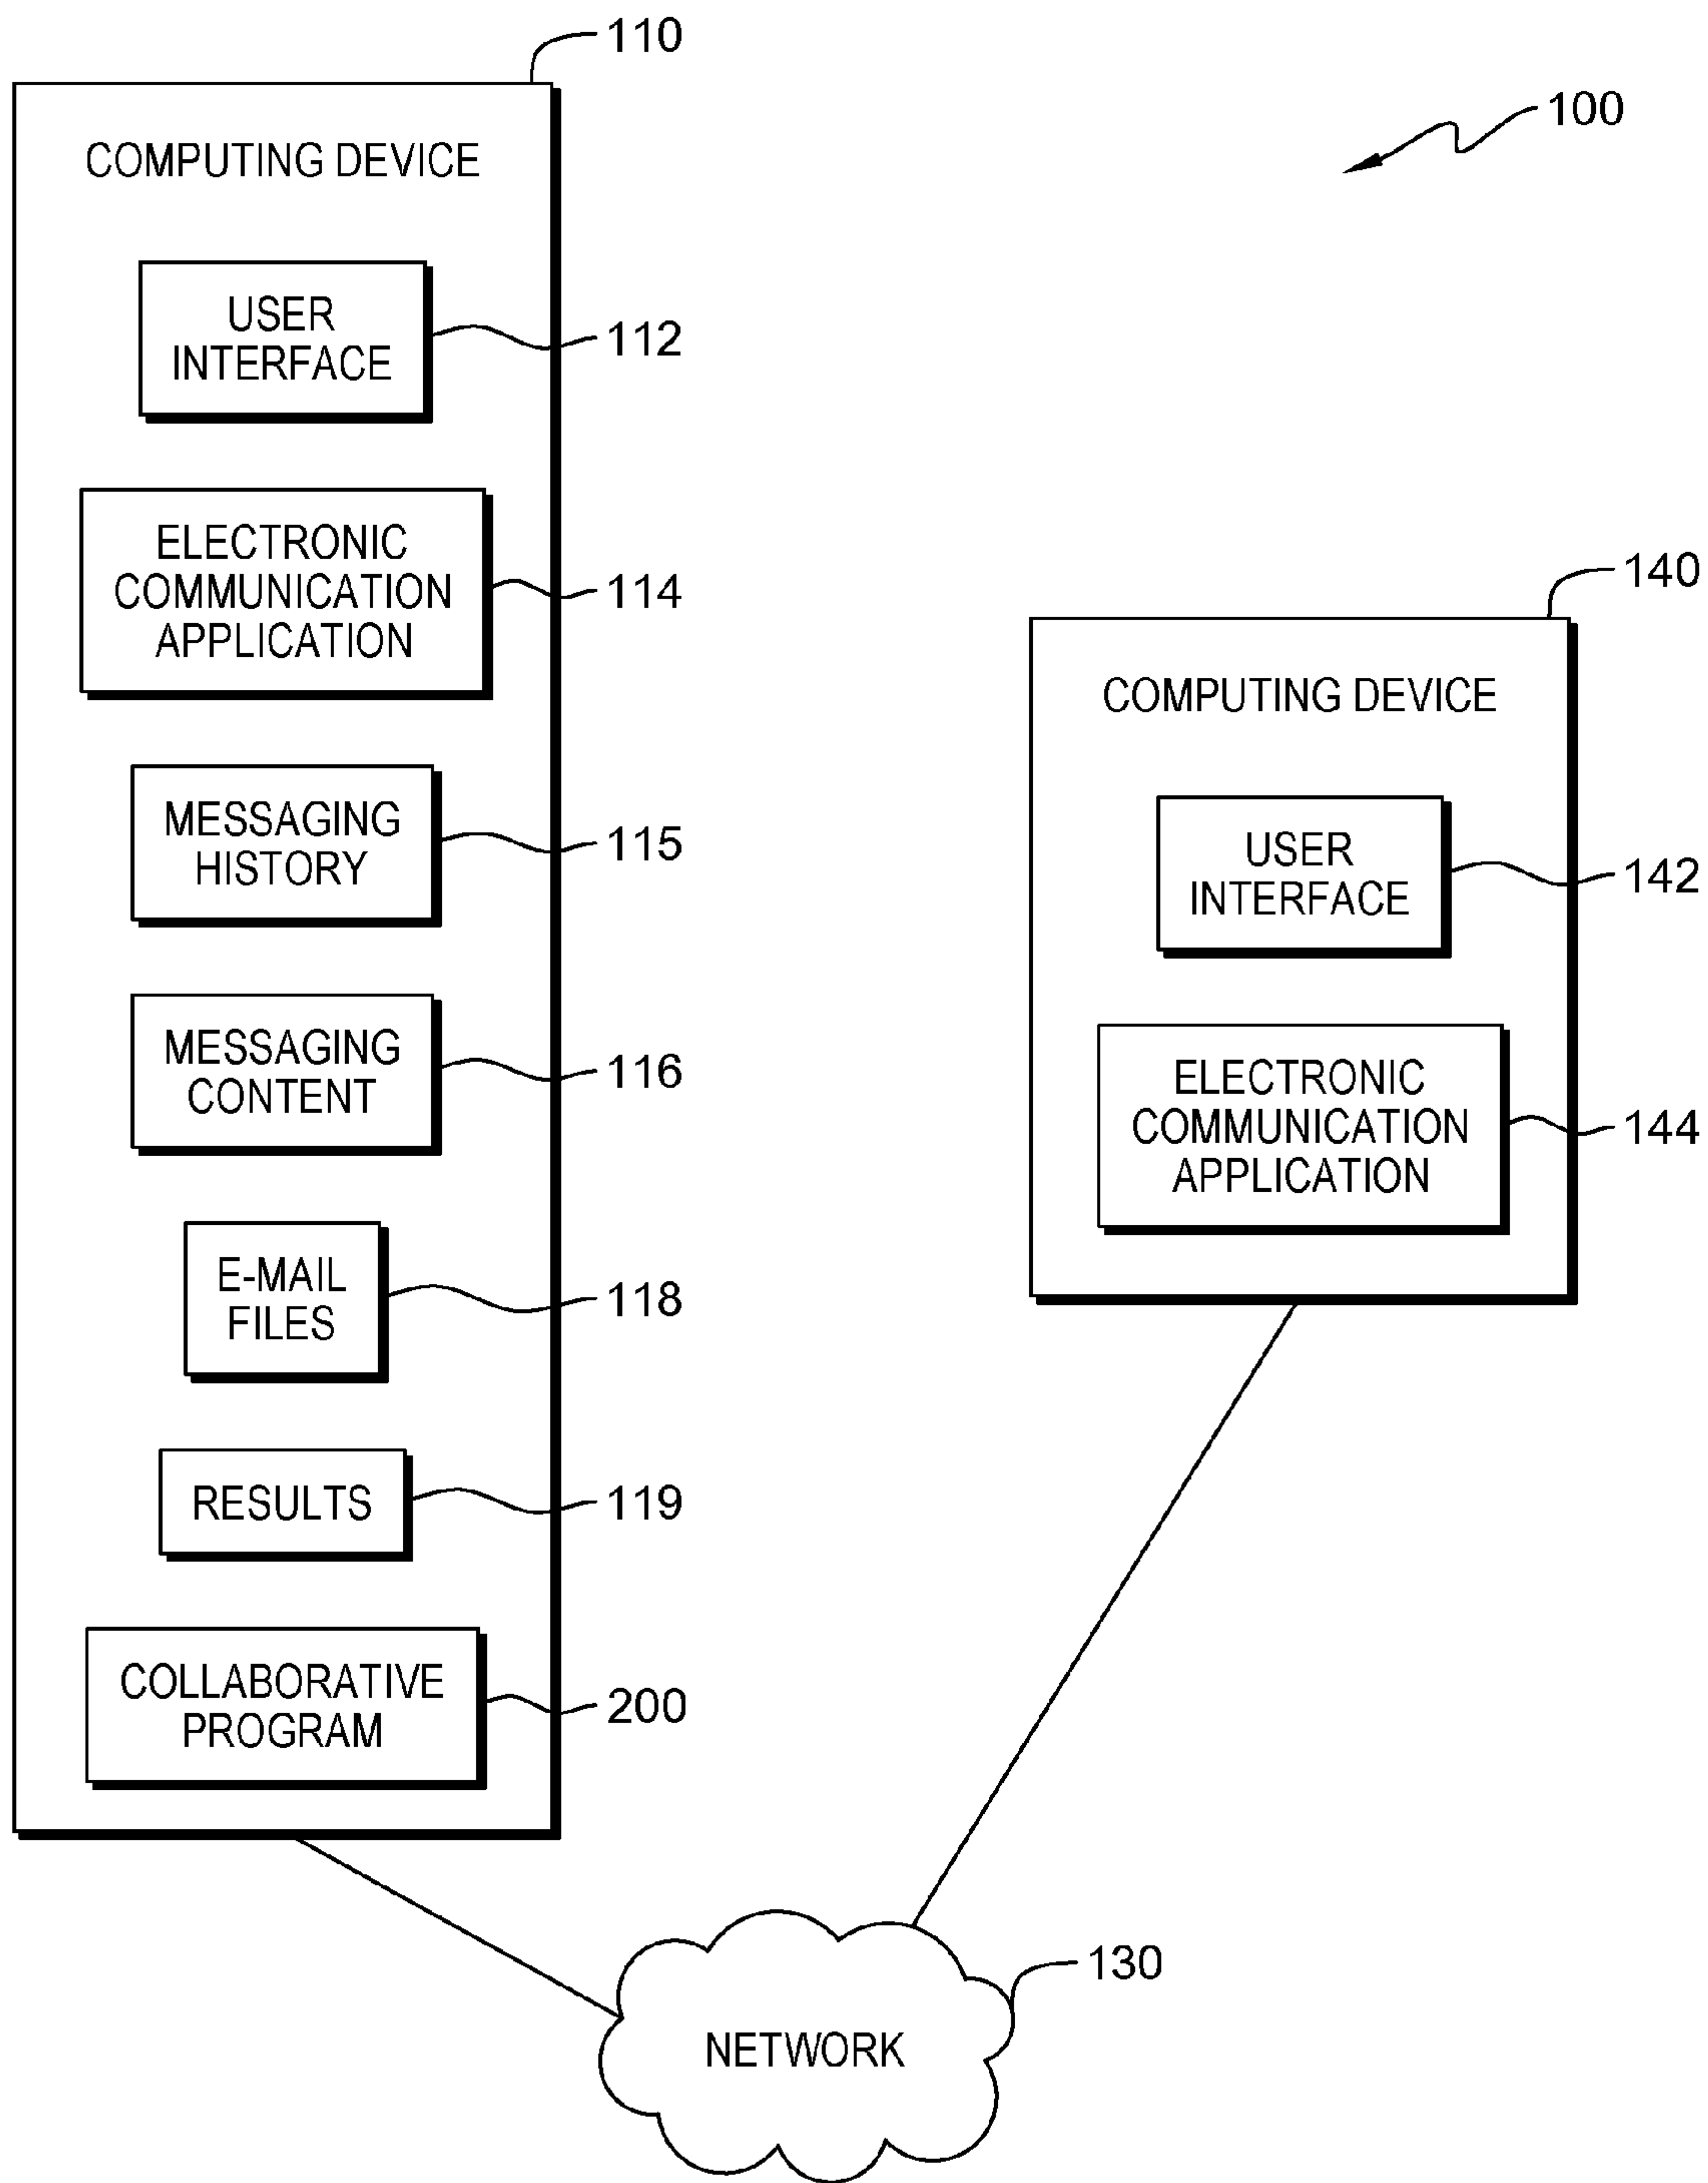 110
COMPUTING DEVICE
USER
INTERFACE
112
ELECTRONIC
COMMUNICATION
APPLICATION
114
MESSAGING
HISTORY
115
MESSAGING
CONTENT
116
E-MAIL
FILES
118
RESULTS
119
COLLABORATIVE
PROGRAM
200
100
140
COMPUTING DEVICE
USER
INTERFACE
142
ELECTRONIC
COMMUNICATION
APPLICATION
144
130
NETWORK